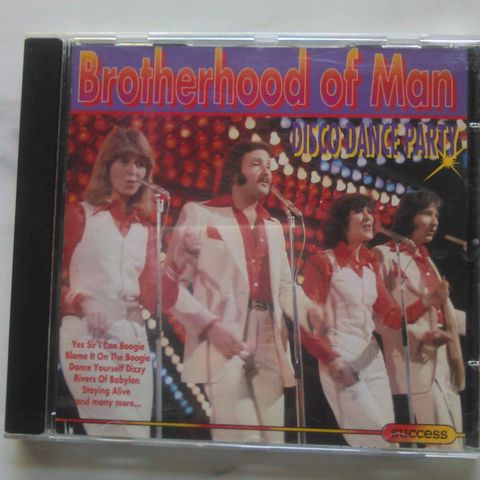 Brotherhood of Man
DISCO DANCE PARTY
Yes Sir I Can Boogie
Blame It On The Boogie
Dance Yourself Dizzy
Rivers Of Babylon
Staying Alive
and many more...
success